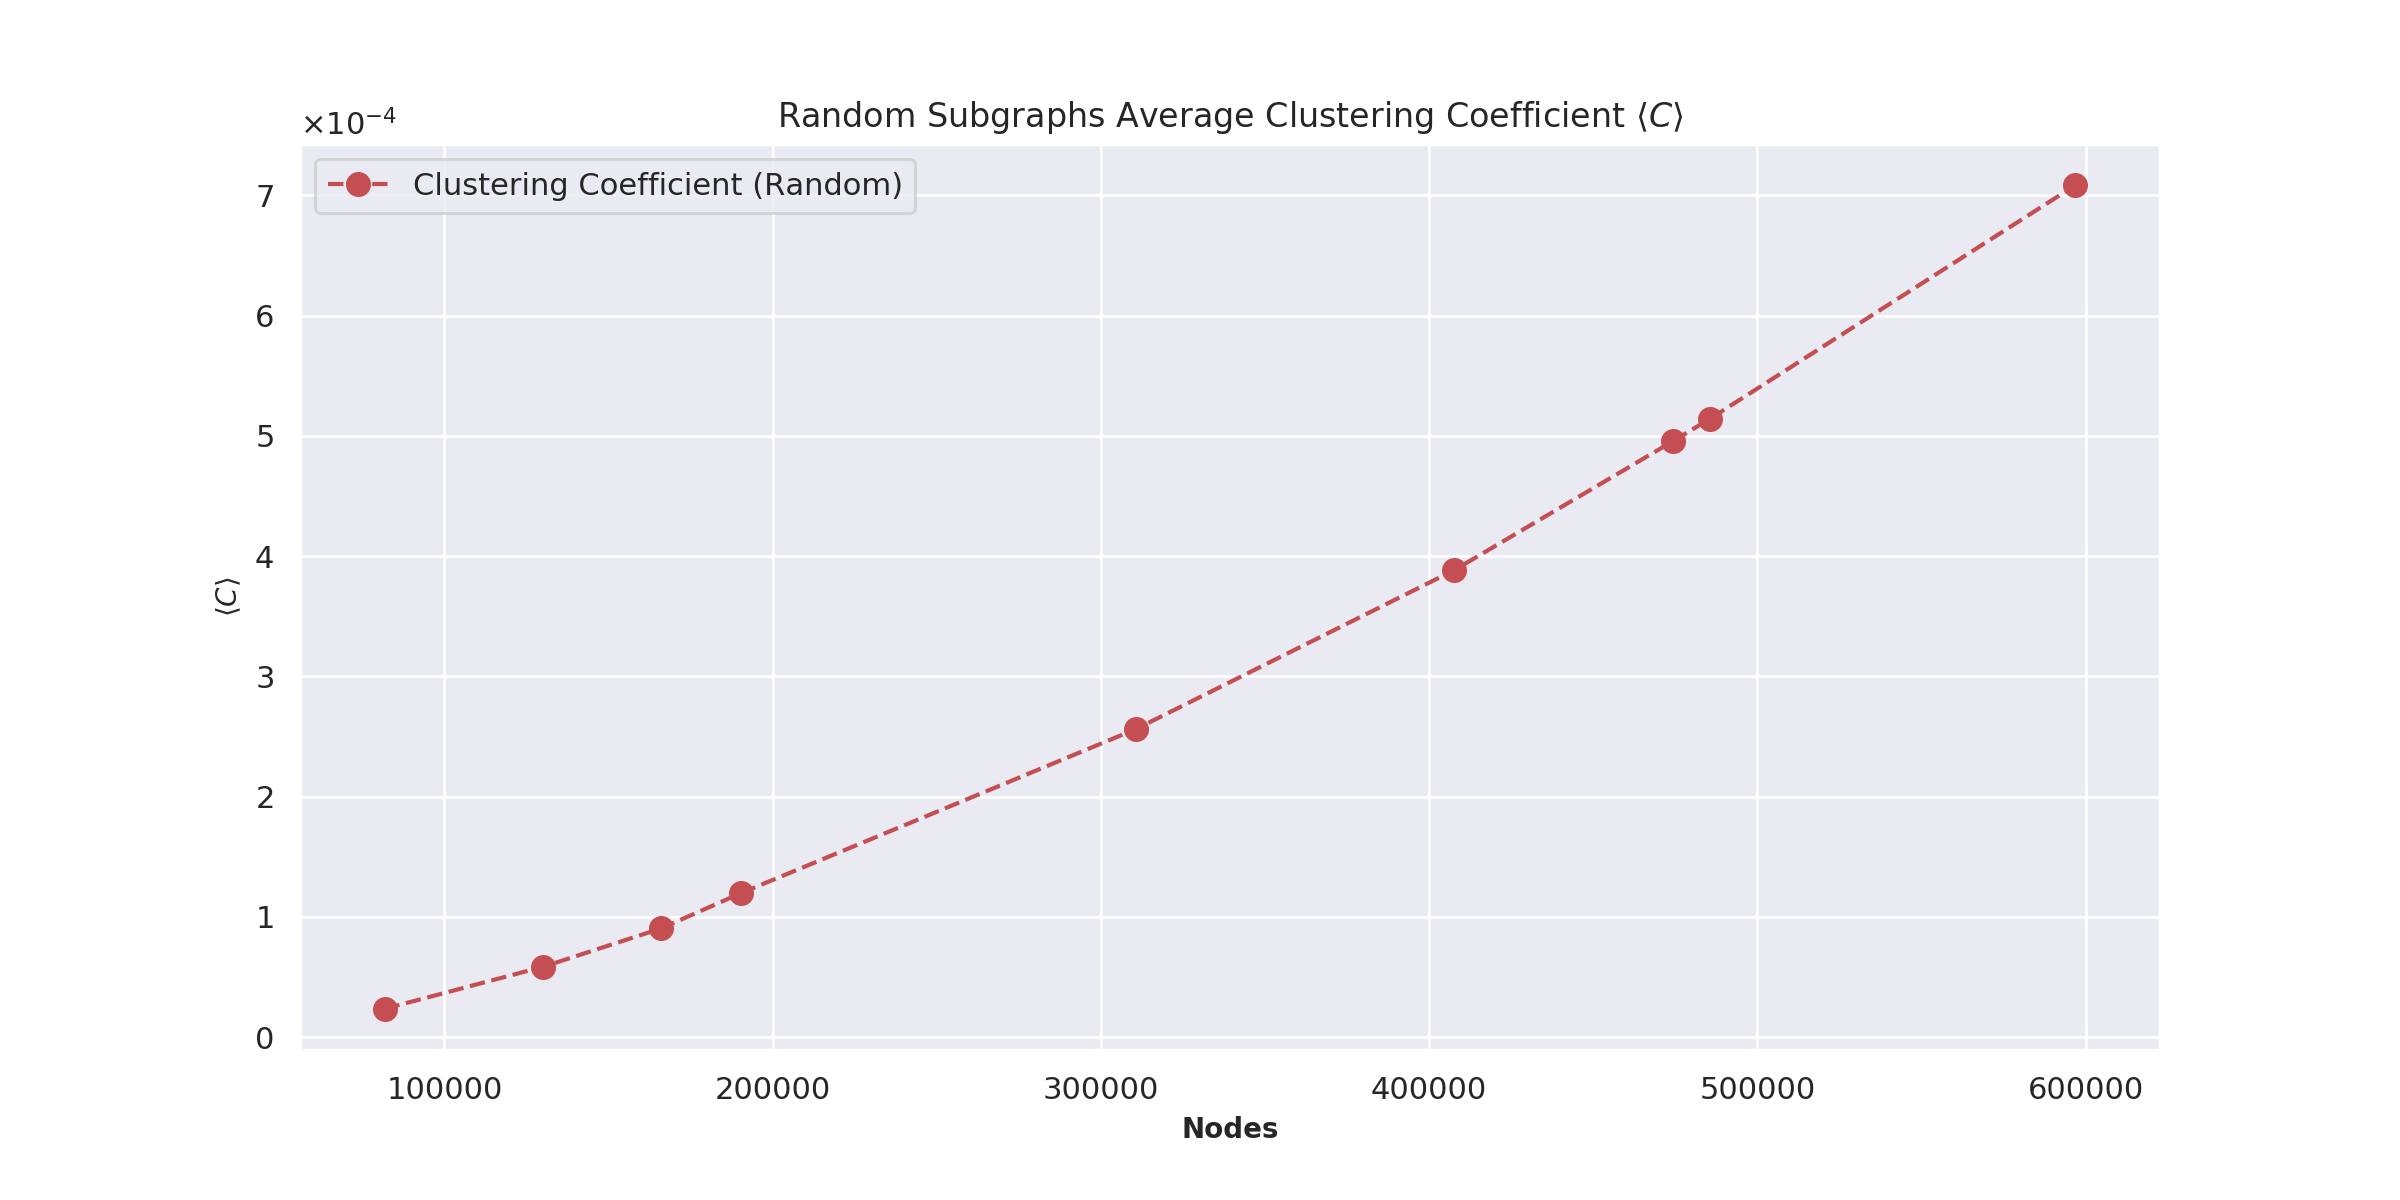 Random Subgraphs Average Clustering Coefficient ⟨C⟩
×10⁻⁴
Clustering Coefficient (Random)
7
6
5
4
3
2
1
0
⟨C⟩
100000 200000 300000 400000 500000 600000
Nodes